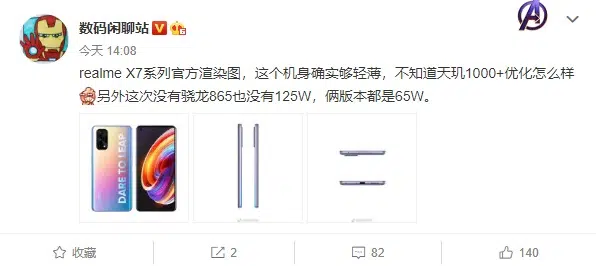 数码闲聊站
今天 14:08
realme X7系列官方渲染图，这个机身确实够轻薄，不知道天玑1000+优化怎么样
另外这次没有骁龙865也没有125W，俩版本都是65W。
DARE TO LEAP
收藏
2
82
140